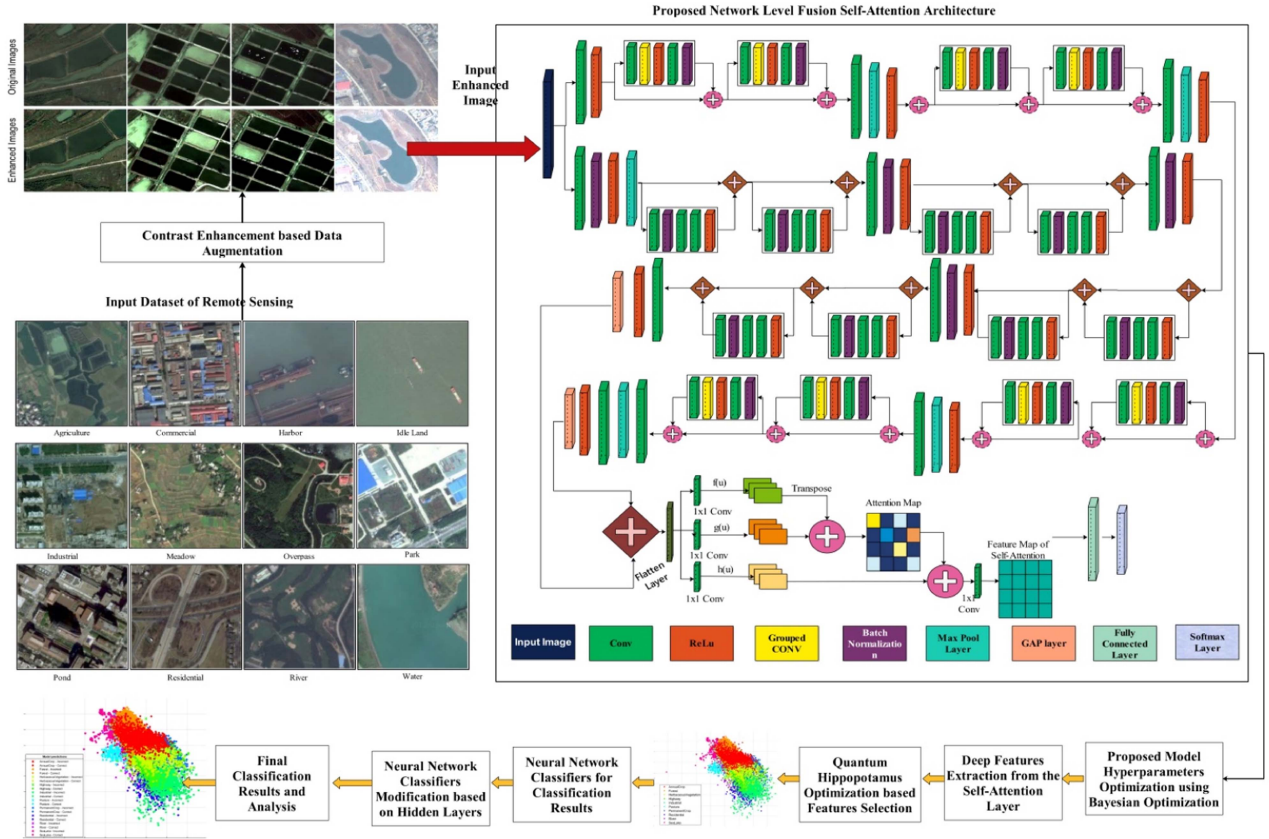 Proposed Network Level Fusion Self-Attention Architecture
Original Images
Enhanced Images
Input
Enhanced
Image
Contrast Enhancement based Data
Augmentation
Input Dataset of Remote Sensing
Agriculture
Commercial
Harbor
Idle Land
Industrial
Meadow
Overpass
Park
Pond
Residential
River
Water
Flatten
Layer
f(u)
1x1 Conv
g(u)
1x1 Conv
h(u)
1x1 Conv
Transpose
Attention Map
1x1
Conv
Feature Map of
Self-Attention
Input Image
Conv
ReLu
Grouped
CONV
Batch
Normalizatio
n
Max Pool
Layer
GAP layer
Fully
Connected
Layer
Softmax
Layer
Final
Classification
Results and
Analysis
Neural Network
Classifiers
Modification based
on Hidden Layers
Neural Network
Classifiers for
Classification
Results
Quantum
Hippopotamus
Optimization based
Features Selection
Deep Features
Extraction from the
Self-Attention
Layer
Proposed Model
Hyperparameters
Optimization using
Bayesian Optimization